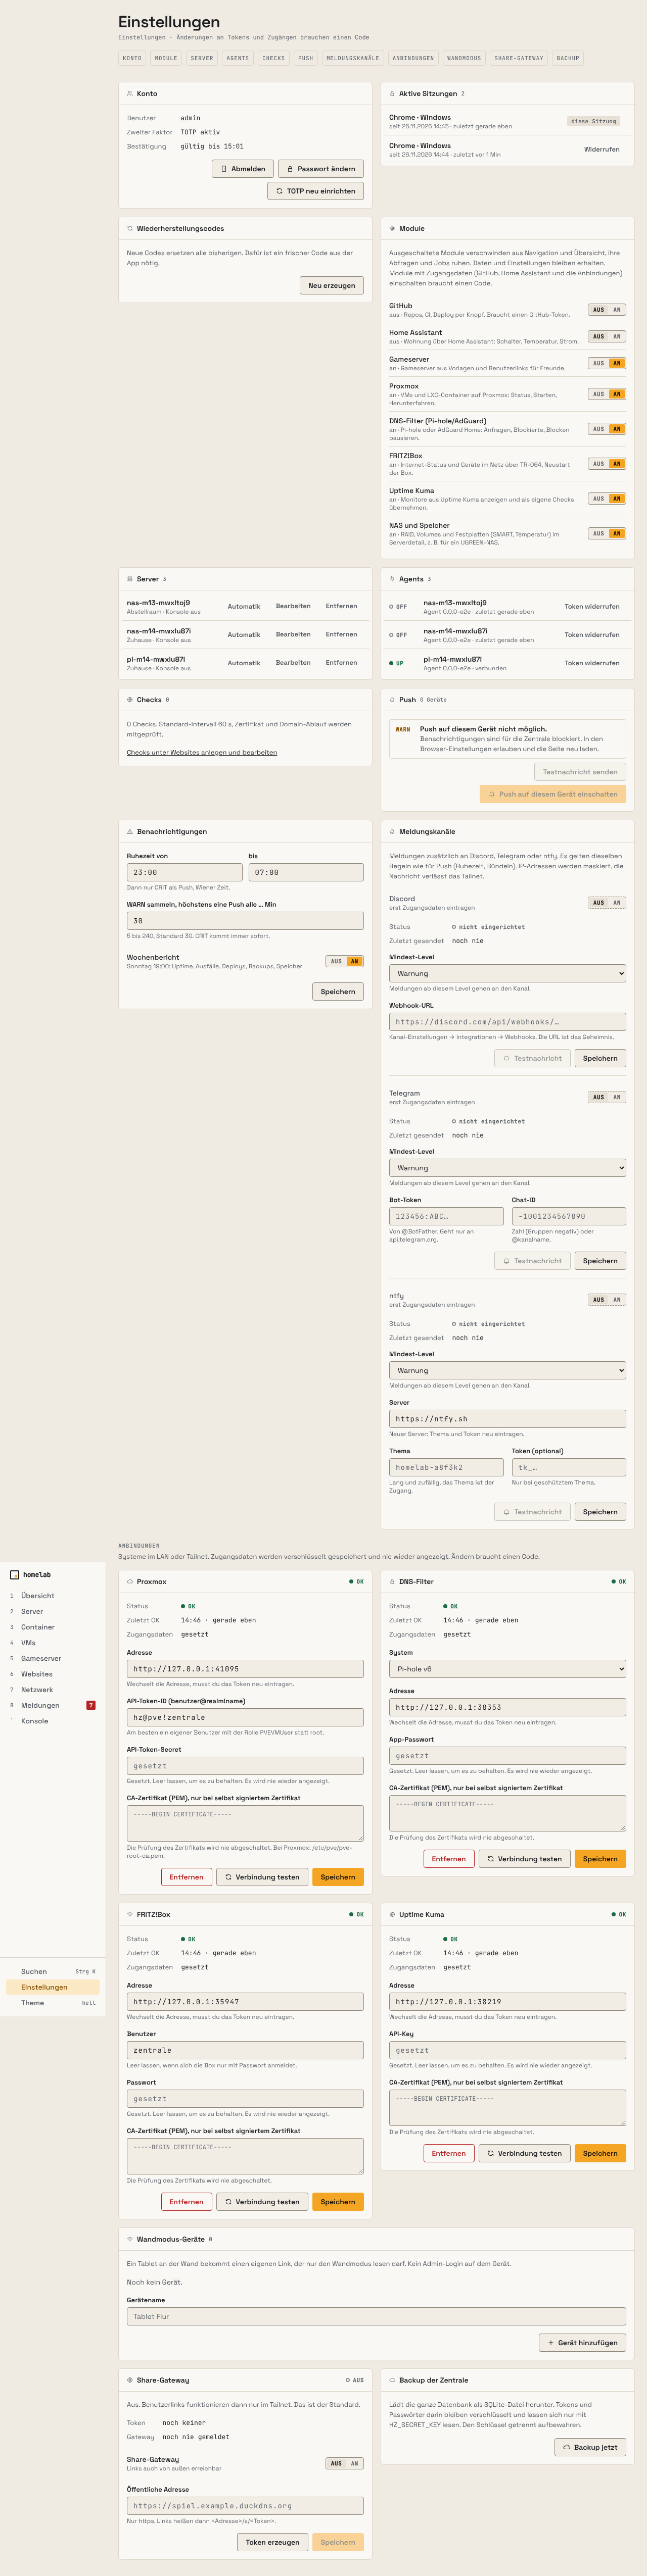 Einstellungen
Einstellungen · Änderungen an Tokens und Zugängen brauchen einen Code
KONTO
MODULE
SERVER
AGENTS
CHECKS
PUSH
MELDUNGSKANÄLE
ANBINDUNGEN
WANDMODUS
SHARE-GATEWAY
BACKUP
Konto
Benutzer admin
Zweiter Faktor TOTP aktiv
Bestätigung gültig bis 15:01
Abmelden
Passwort ändern
TOTP neu einrichten
Aktive Sitzungen 2
Chrome · Windows
seit 26.11.2026 14:45 · zuletzt gerade eben
diese Sitzung
Chrome · Windows
seit 26.11.2026 14:44 · zuletzt vor 1 Min
Widerrufen
Wiederherstellungscodes
Neue Codes ersetzen alle bisherigen. Dafür ist ein frischer Code aus der
App nötig.
Neu erzeugen
Module
Ausgeschaltete Module verschwinden aus Navigation und Übersicht, ihre
Abfragen und Jobs ruhen. Daten und Einstellungen bleiben erhalten.
Module mit Zugangsdaten (GitHub, Home Assistant und die Anbindungen)
einschalten braucht einen Code.
GitHub
aus · Repos, CI, Deploy per Knopf. Braucht einen GitHub-Token.
AUS AN
Home Assistant
aus · Wohnung über Home Assistant: Schalter, Temperatur, Strom.
AUS AN
Gameserver
an · Gameserver aus Vorlagen und Benutzerlinks für Freunde.
AUS AN
Proxmox
an · VMs und LXC-Container auf Proxmox: Status, Starten,
Herunterfahren.
AUS AN
DNS-Filter (Pi-hole/AdGuard)
an · Pi-hole oder AdGuard Home: Anfragen, Blockierte, Blocken
pausieren.
AUS AN
FRITZ!Box
an · Internet-Status und Geräte im Netz über TR-064, Neustart
der Box.
AUS AN
Uptime Kuma
an · Monitore aus Uptime Kuma anzeigen und als eigene Checks
übernehmen.
AUS AN
NAS und Speicher
an · RAID, Volumes und Festplatten (SMART, Temperatur) im
Serverdetail, z. B. für ein UGREEN-NAS.
AUS AN
Server 3
nas-m13-mwxltoj9
Abstellraum · Konsole aus
Automatik Bearbeiten Entfernen
nas-m14-mwxlu87i
Zuhause · Konsole aus
Automatik Bearbeiten Entfernen
pi-m14-mwxlu87i
Zuhause · Konsole aus
Automatik Bearbeiten Entfernen
Agents 3
OFF nas-m13-mwxltoj9
Agent 0.0.0-e2e · zuletzt gerade eben
Token widerrufen
OFF nas-m14-mwxlu87i
Agent 0.0.0-e2e · zuletzt gerade eben
Token widerrufen
UP pi-m14-mwxlu87i
Agent 0.0.0-e2e · verbunden
Token widerrufen
Checks 0
0 Checks. Standard-Intervall 60 s, Zertifikat und Domain-Ablauf werden
mitgeprüft.
Checks unter Websites anlegen und bearbeiten
Push 0 Geräte
WARN Push auf diesem Gerät nicht möglich.
Benachrichtigungen sind für die Zentrale blockiert. In den
Browser-Einstellungen erlauben und die Seite neu laden.
Testnachricht senden
Push auf diesem Gerät einschalten
Benachrichtigungen
Ruhezeit von bis
23:00 07:00
Dann nur CRIT als Push, Wiener Zeit.
WARN sammeln, höchstens eine Push alle … Min
30
5 bis 240, Standard 30. CRIT kommt immer sofort.
Wochenbericht
Sonntag 19:00: Uptime, Ausfälle, Deploys, Backups, Speicher
AUS AN
Speichern
Meldungskanäle
Meldungen zusätzlich an Discord, Telegram oder ntfy. Es gelten dieselben
Regeln wie für Push (Ruhezeit, Bündeln). IP-Adressen werden maskiert, die
Nachricht verlässt das Tailnet.
Discord
erst Zugangsdaten eintragen
AUS AN
Status nicht eingerichtet
Zuletzt gesendet noch nie
Mindest-Level
Warnung
Meldungen ab diesem Level gehen an den Kanal.
Webhook-URL
https://discord.com/api/webhooks/…
Kanal-Einstellungen → Integrationen → Webhooks. Die URL ist das Geheimnis.
Testnachricht Speichern
Telegram
erst Zugangsdaten eintragen
AUS AN
Status nicht eingerichtet
Zuletzt gesendet noch nie
Mindest-Level
Warnung
Meldungen ab diesem Level gehen an den Kanal.
Bot-Token Chat-ID
123456:ABC… -1001234567890
Von @BotFather. Geht nur an
api.telegram.org.
Zahl (Gruppen negativ) oder
@kanalname.
Testnachricht Speichern
ntfy
erst Zugangsdaten eintragen
AUS AN
Status nicht eingerichtet
Zuletzt gesendet noch nie
Mindest-Level
Warnung
Meldungen ab diesem Level gehen an den Kanal.
Server
https://ntfy.sh
Neuer Server: Thema und Token neu eintragen.
Thema Token (optional)
homelab-a8f3k2 tk_…
Lang und zufällig, das Thema ist der
Zugang.
Nur bei geschütztem Thema.
Testnachricht Speichern
homelab
1 Übersicht
2 Server
3 Container
4 VMs
5 Gameserver
6 Websites
7 Netzwerk
8 Meldungen 7
` Konsole
Suchen Strg K
Einstellungen
Theme hell
ANBINDUNGEN
Systeme im LAN oder Tailnet. Zugangsdaten werden verschlüsselt gespeichert und nie wieder angezeigt. Ändern braucht einen Code.
Proxmox OK
Status OK
Zuletzt OK 14:46 · gerade eben
Zugangsdaten gesetzt
Adresse
http://127.0.0.1:41095
Wechselt die Adresse, musst du das Token neu eintragen.
API-Token-ID (benutzer@realm!name)
hz@pve!zentrale
Am besten ein eigener Benutzer mit der Rolle PVEVMUser statt root.
API-Token-Secret
gesetzt
Gesetzt. Leer lassen, um es zu behalten. Es wird nie wieder angezeigt.
CA-Zertifikat (PEM), nur bei selbst signiertem Zertifikat
-----BEGIN CERTIFICATE-----
Die Prüfung des Zertifikats wird nie abgeschaltet. Bei Proxmox: /etc/pve/pve-
root-ca.pem.
Entfernen Verbindung testen Speichern
DNS-Filter OK
Status OK
Zuletzt OK 14:46 · gerade eben
Zugangsdaten gesetzt
System
Pi-hole v6
Adresse
http://127.0.0.1:38353
Wechselt die Adresse, musst du das Token neu eintragen.
App-Passwort
gesetzt
Gesetzt. Leer lassen, um es zu behalten. Es wird nie wieder angezeigt.
CA-Zertifikat (PEM), nur bei selbst signiertem Zertifikat
-----BEGIN CERTIFICATE-----
Die Prüfung des Zertifikats wird nie abgeschaltet.
Entfernen Verbindung testen Speichern
FRITZ!Box OK
Status OK
Zuletzt OK 14:46 · gerade eben
Zugangsdaten gesetzt
Adresse
http://127.0.0.1:35947
Wechselt die Adresse, musst du das Token neu eintragen.
Benutzer
zentrale
Leer lassen, wenn sich die Box nur mit Passwort anmeldet.
Passwort
gesetzt
Gesetzt. Leer lassen, um es zu behalten. Es wird nie wieder angezeigt.
CA-Zertifikat (PEM), nur bei selbst signiertem Zertifikat
-----BEGIN CERTIFICATE-----
Die Prüfung des Zertifikats wird nie abgeschaltet.
Entfernen Verbindung testen Speichern
Uptime Kuma OK
Status OK
Zuletzt OK 14:46 · gerade eben
Zugangsdaten gesetzt
Adresse
http://127.0.0.1:38219
Wechselt die Adresse, musst du das Token neu eintragen.
API-Key
gesetzt
Gesetzt. Leer lassen, um es zu behalten. Es wird nie wieder angezeigt.
CA-Zertifikat (PEM), nur bei selbst signiertem Zertifikat
-----BEGIN CERTIFICATE-----
Die Prüfung des Zertifikats wird nie abgeschaltet.
Entfernen Verbindung testen Speichern
Wandmodus-Geräte 0
Ein Tablet an der Wand bekommt einen eigenen Link, der nur den Wandmodus lesen darf. Kein Admin-Login auf dem Gerät.
Noch kein Gerät.
Gerätename
Tablet Flur
Gerät hinzufügen
Share-Gateway AUS
Aus. Benutzerlinks funktionieren dann nur im Tailnet. Das ist der Standard.
Token noch keiner
Gateway noch nie gemeldet
Share-Gateway
Links auch von außen erreichbar
AUS AN
Öffentliche Adresse
https://spiel.example.duckdns.org
Nur https. Links heißen dann <Adresse>/s/<Token>.
Token erzeugen Speichern
Backup der Zentrale
Lädt die ganze Datenbank als SQLite-Datei herunter. Tokens und
Passwörter darin bleiben verschlüsselt und lassen sich nur mit
HZ_SECRET_KEY lesen. Den Schlüssel getrennt aufbewahren.
Backup jetzt